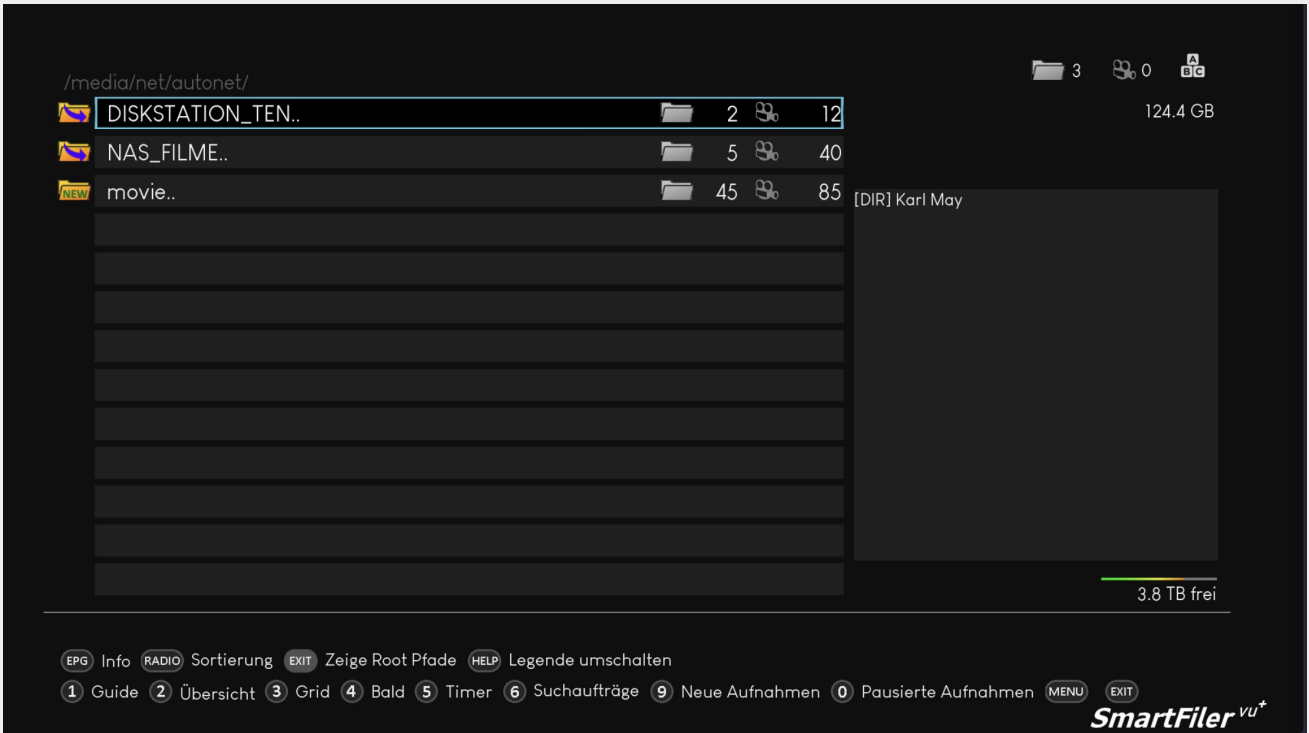 /media/net/autonet/
3 0 A B C
DISKSTATION_TEN.. 2 12
124.4 GB
NAS_FILME.. 5 40
NEW movie.. 45 85
[DIR] Karl May
3.8 TB frei
EPG Info RADIO Sortierung EXIT Zeige Root Pfade HELP Legende umschalten
1 Guide 2 Übersicht 3 Grid 4 Bald 5 Timer 6 Suchaufträge 9 Neue Aufnahmen 0 Pausierte Aufnahmen MENU EXIT
SmartFiler vu+